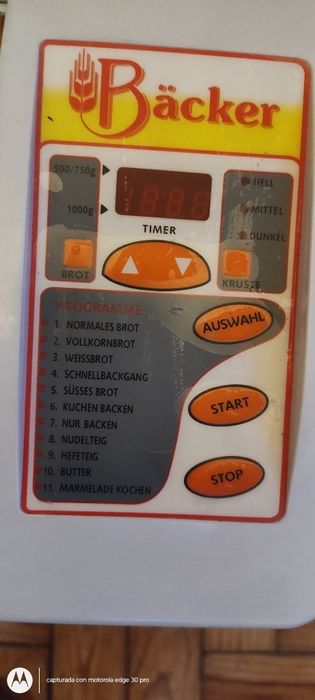 Bäcker
500/750g
1000g
TIMER
HELL
MITTEL
DUNKEL
BROT
KRUSTE
PROGRAMME
AUSWAHL
1. NORMALES BROT
2. VOLLKORNBROT
3. WEISSBROT
4. SCHNELLBACKGANG
5. SÜSSES BROT
6. KUCHEN BACKEN
7. NUR BACKEN
8. NUDELTEIG
9. HEFETEIG
10. BUTTER
11. MARMELADE KOCHEN
START
STOP
capturada con motorola edge 30 pro